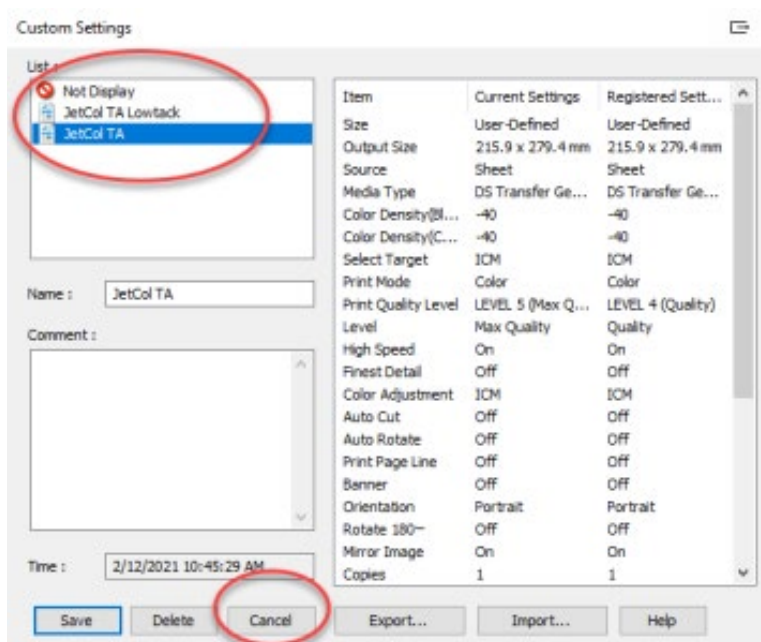 Custom Settings
List :
Not Display
JetCol TA Lowtack
JetCol TA
Name : JetCol TA
Comment :
Time : 2/12/2021 10:45:29 AM
Item Current Settings Registered Sett...
Size User-Defined User-Defined
Output Size 215.9 x 279.4 mm 215.9 x 279.4 mm
Source Sheet Sheet
Media Type DS Transfer Ge... DS Transfer Ge...
Color Density(Bl... -40 -40
Color Density(C... -40 -40
Select Target ICM ICM
Print Mode Color Color
Print Quality Level LEVEL 5 (Max Q... LEVEL 4 (Quality)
Level Max Quality Quality
High Speed On On
Finest Detail Off Off
Color Adjustment ICM ICM
Auto Cut Off Off
Auto Rotate Off Off
Print Page Line Off Off
Banner Off Off
Orientation Portrait Portrait
Rotate 180~ Off Off
Mirror Image On On
Copies 1 1
Save Delete Cancel Export... Import... Help